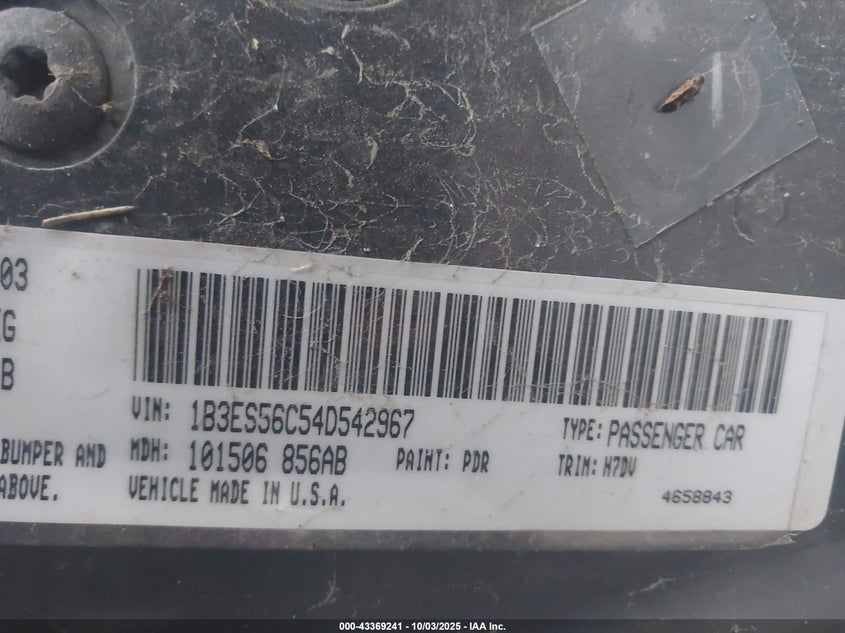 03
KG
B
VIN: 1B3ES56C54D542967
TYPE: PASSENGER CAR
BUMPER AND
MDH: 101506 856AB
PAINT: PDR
TRIM: H7DV
ABOVE.
VEHICLE MADE IN U.S.A.
4658843
000-43369241 - 10/03/2025 - IAA Inc.